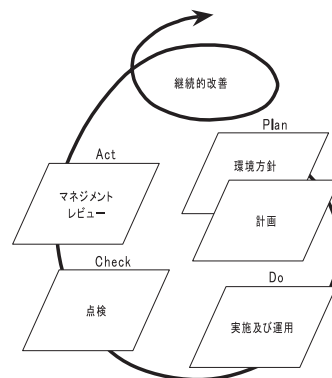 継続的改善
Plan
環境方針
計画
Act
マネジメント
レビュー
Check
点検
Do
実施及び運用